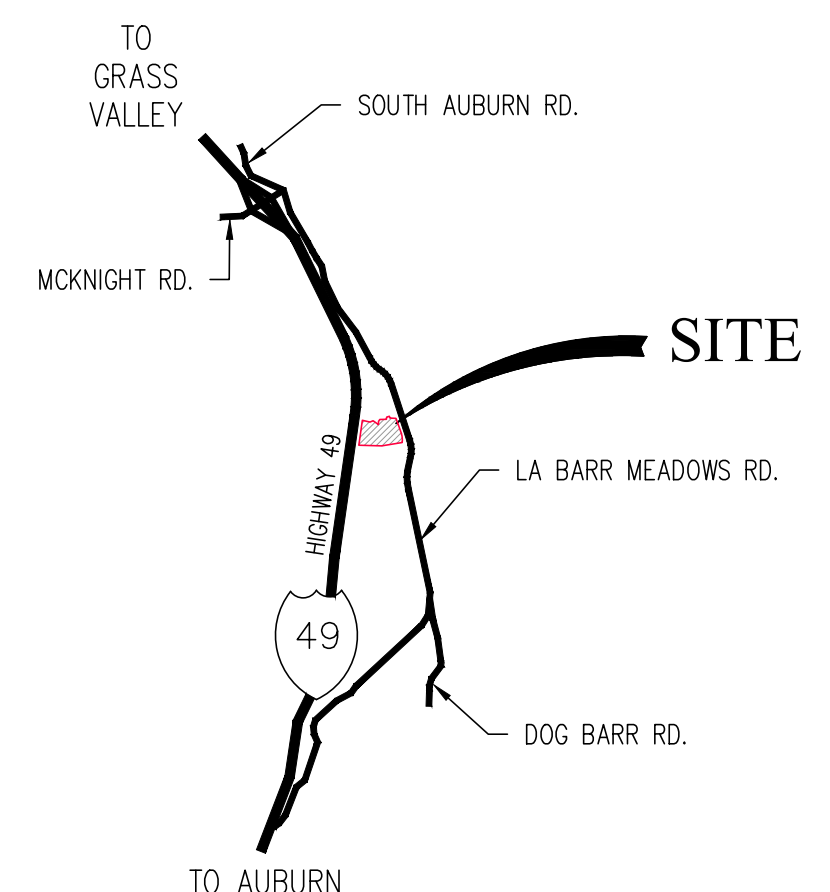 TO
GRASS
VALLEY
SOUTH AUBURN RD.
MCKNIGHT RD.
SITE
HIGHWAY 49
LA BARR MEADOWS RD.
49
DOG BARR RD.
TO AUBURN